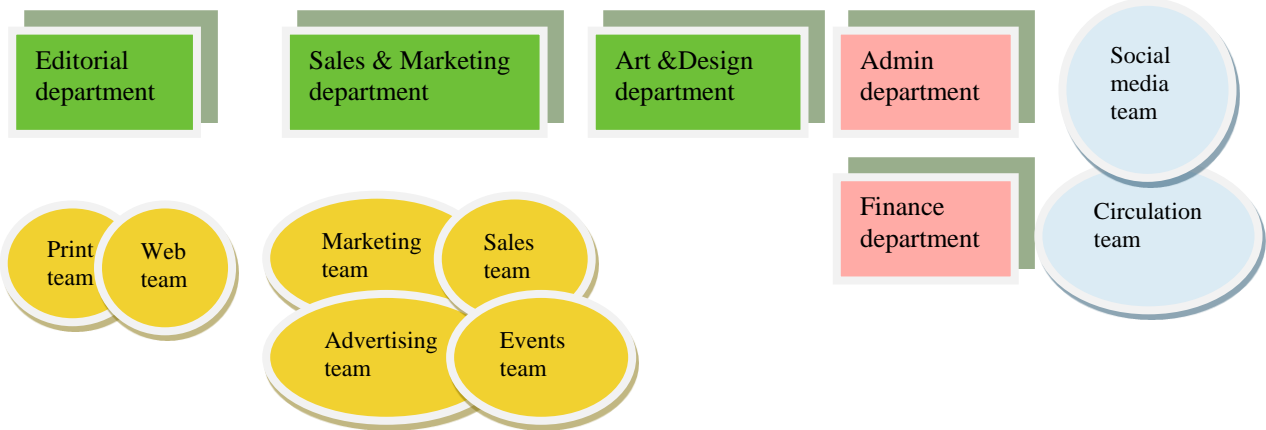 Editorial
department
Sales & Marketing
department
Art &Design
department
Admin
department
Social
media
team
Print
team
Web
team
Marketing
team
Sales
team
Finance
department
Circulation
team
Advertising
team
Events
team